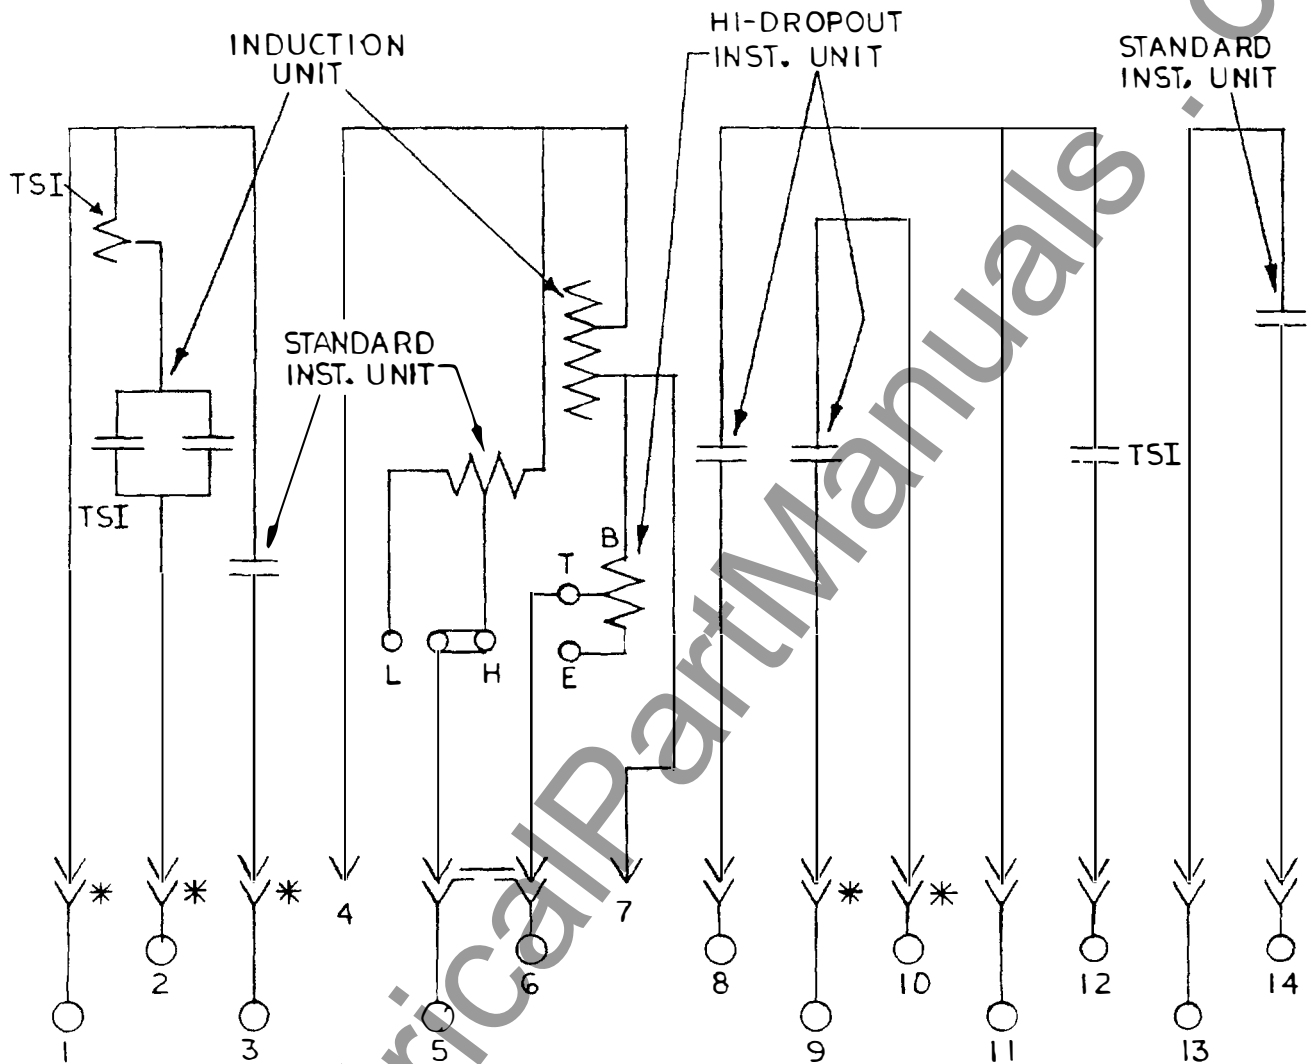 INDUCTION
UNIT
HI-DROPOUT
INST. UNIT
STANDARD
INST. UNIT
TSI
STANDARD
INST. UNIT
TSI
TSI
B
T
L
H
E
* * * * *
4
7
2
6
8
10
12
14
1
3
5
9
11
13